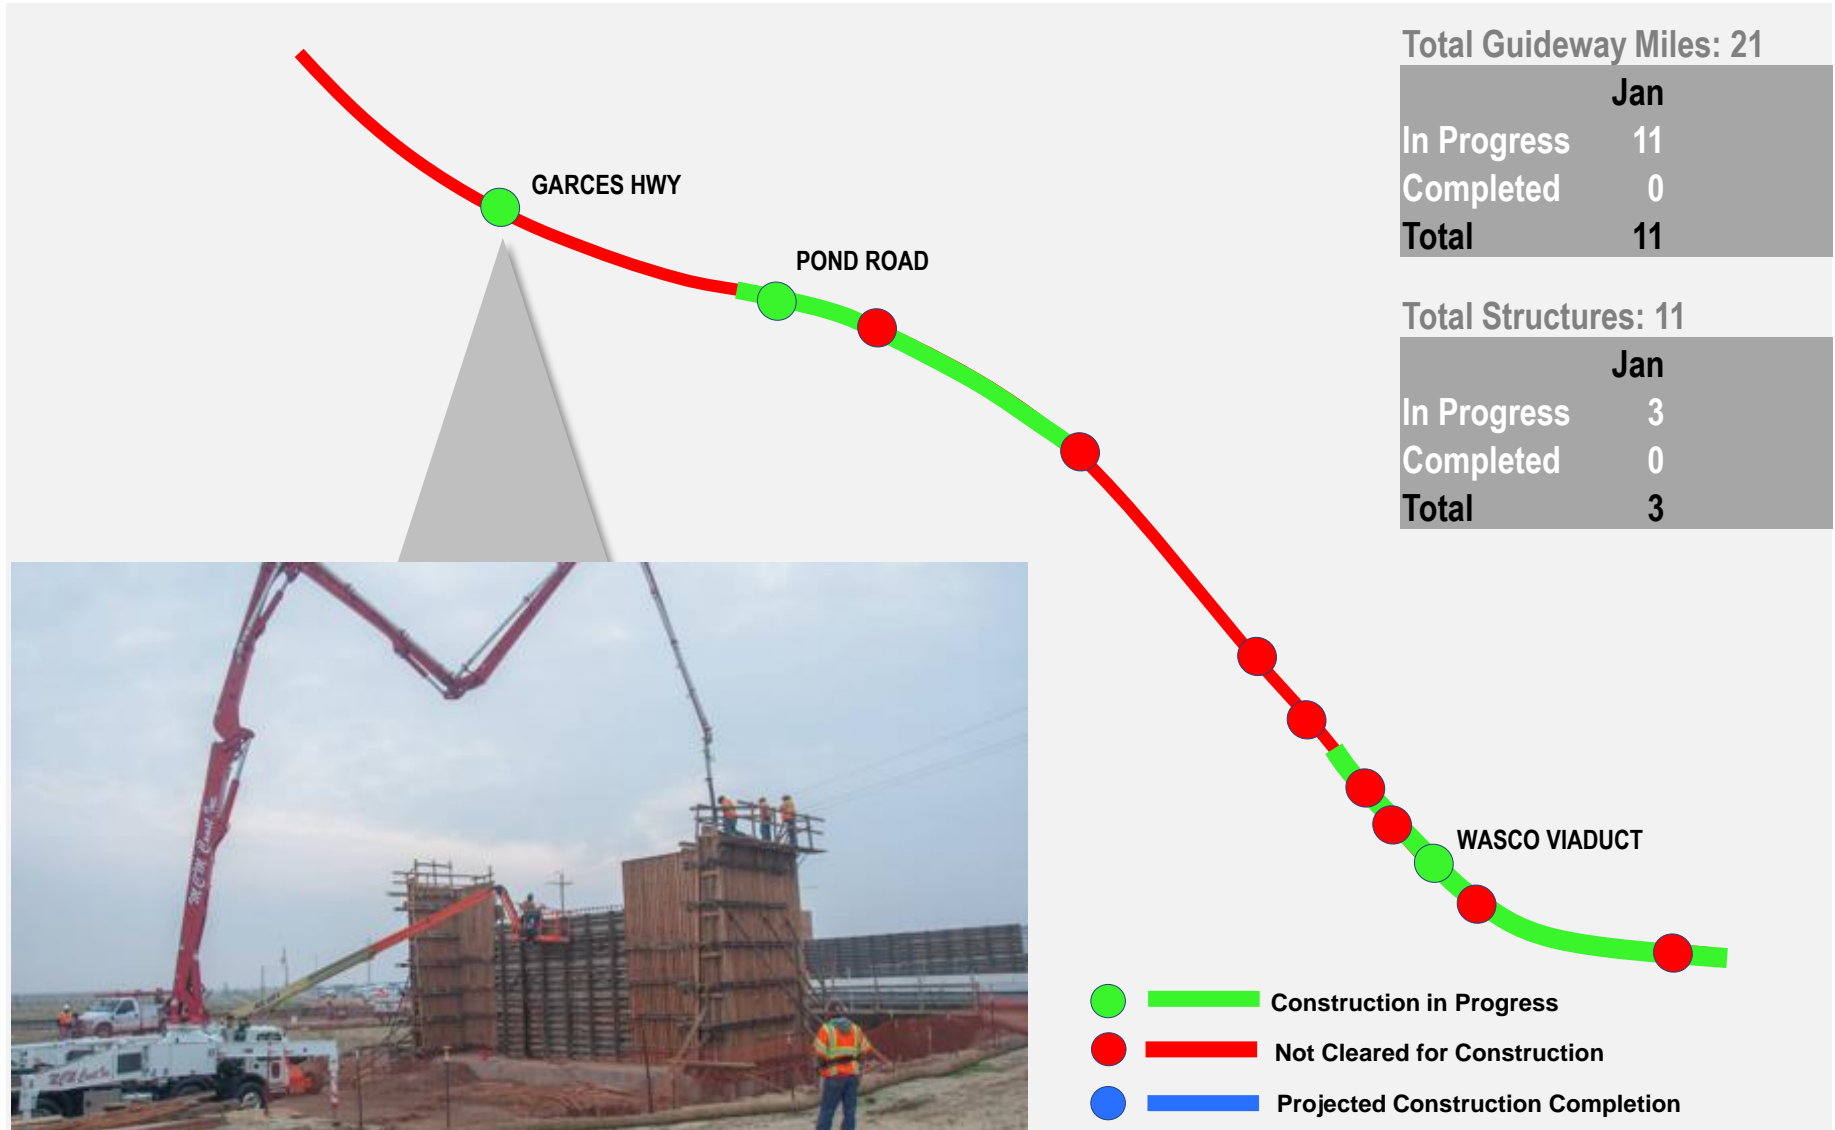 Total Guideway Miles: 21
Jan
In Progress 11
Completed 0
Total 11
GARCES HWY
POND ROAD
Total Structures: 11
Jan
In Progress 3
Completed 0
Total 3
WASCO VIADUCT
Construction in Progress
Not Cleared for Construction
Projected Construction Completion